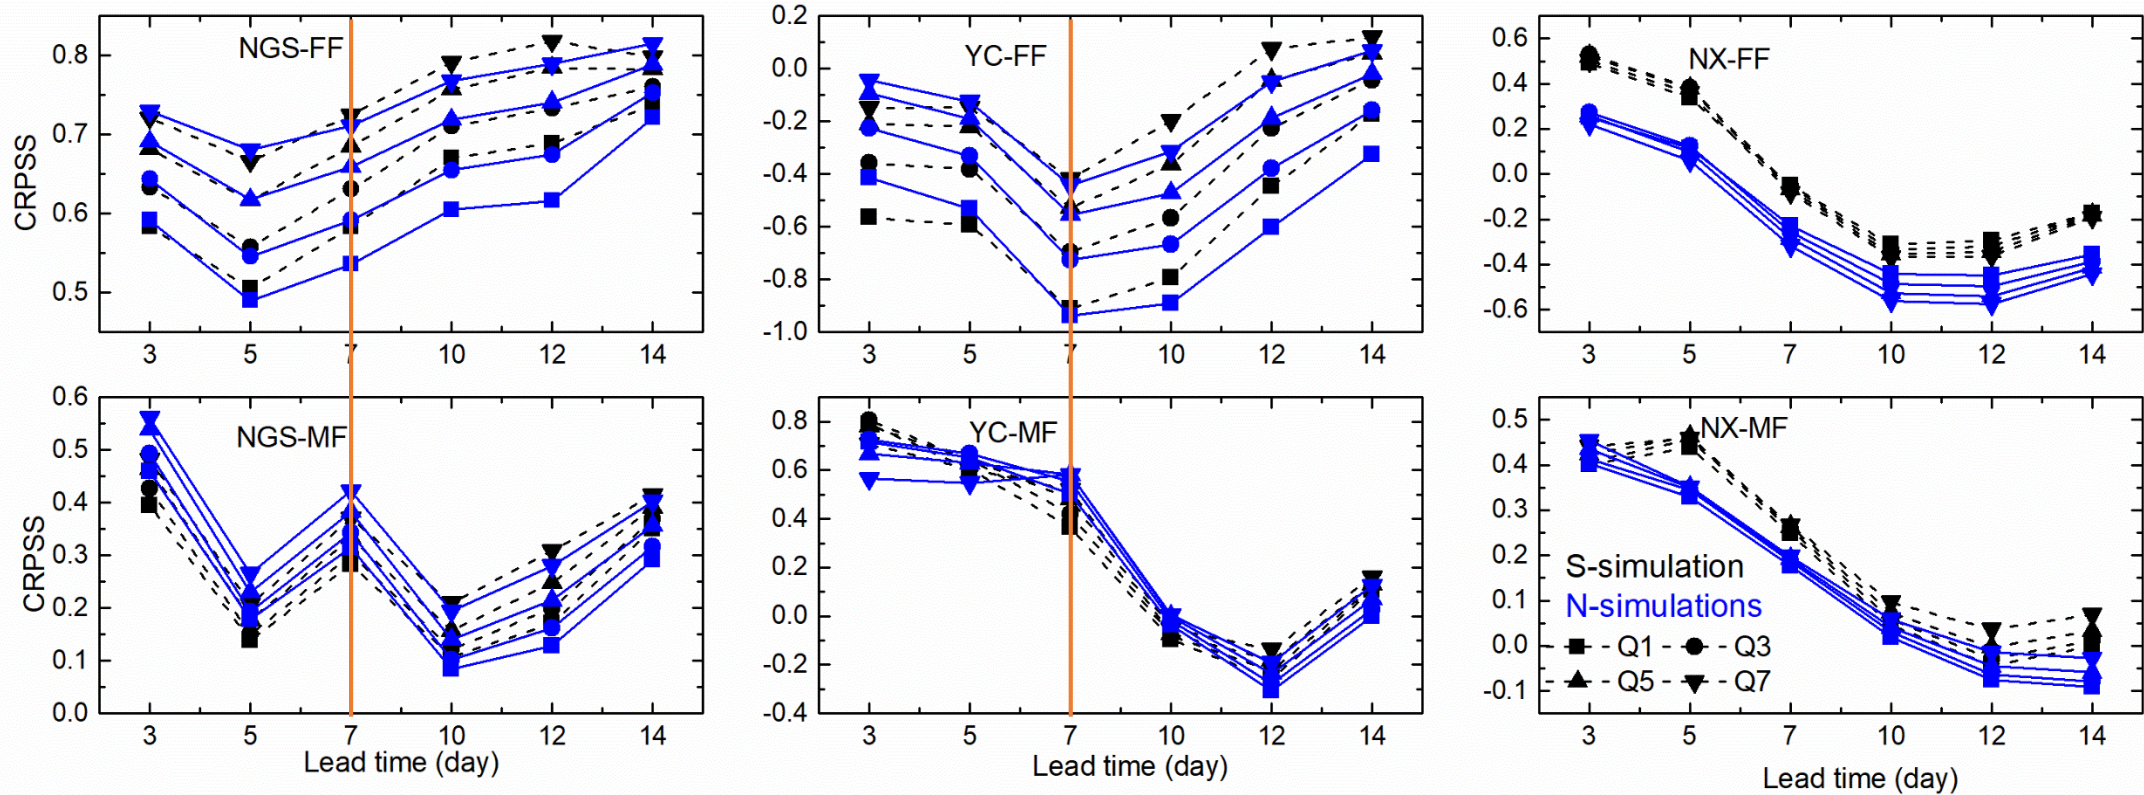 NGS-FF
CRPSS
0.8
0.7
0.6
0.5
3 5 7 10 12 14
YC-FF
0.2
0.0
-0.2
-0.4
-0.6
-0.8
-1.0
3 5 7 10 12 14
NX-FF
0.6
0.4
0.2
0.0
-0.2
-0.4
-0.6
3 5 7 10 12 14
NGS-MF
CRPSS
0.6
0.5
0.4
0.3
0.2
0.1
0.0
3 5 7 10 12 14
Lead time (day)
YC-MF
0.8
0.6
0.4
0.2
0.0
-0.2
-0.4
3 5 7 10 12 14
Lead time (day)
NX-MF
0.5
0.4
0.3
0.2
0.1
0.0
-0.1
S-simulation
N-simulations
Q1 Q3
Q5 Q7
3 5 7 10 12 14
Lead time (day)